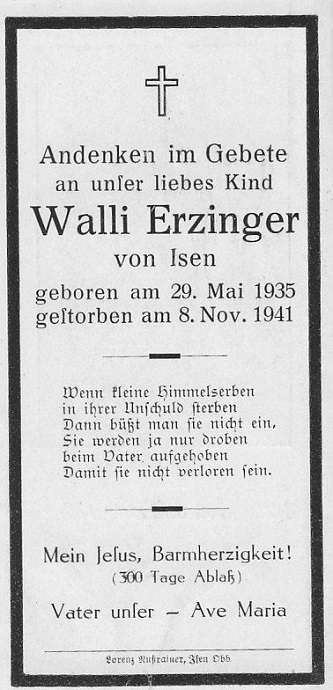 Andenken im Gebete
an unſer liebes Kind
Walli Erzinger
von Isen
geboren am 29. Mai 1935
geſtorben am 8. Nov. 1941
Wenn kleine Himmelserben
in ihrer Unſchuld ſterben
Dann büßt man ſie nicht ein,
Sie werden ja nur droben
beim Vater aufgehoben
Damit ſie nicht verloren ſein.
Mein Jeſus, Barmherzigkeit!
(300 Tage Ablaß)
Vater unſer – Ave Maria
Lorenz Nußrainer, Iſen Obb.